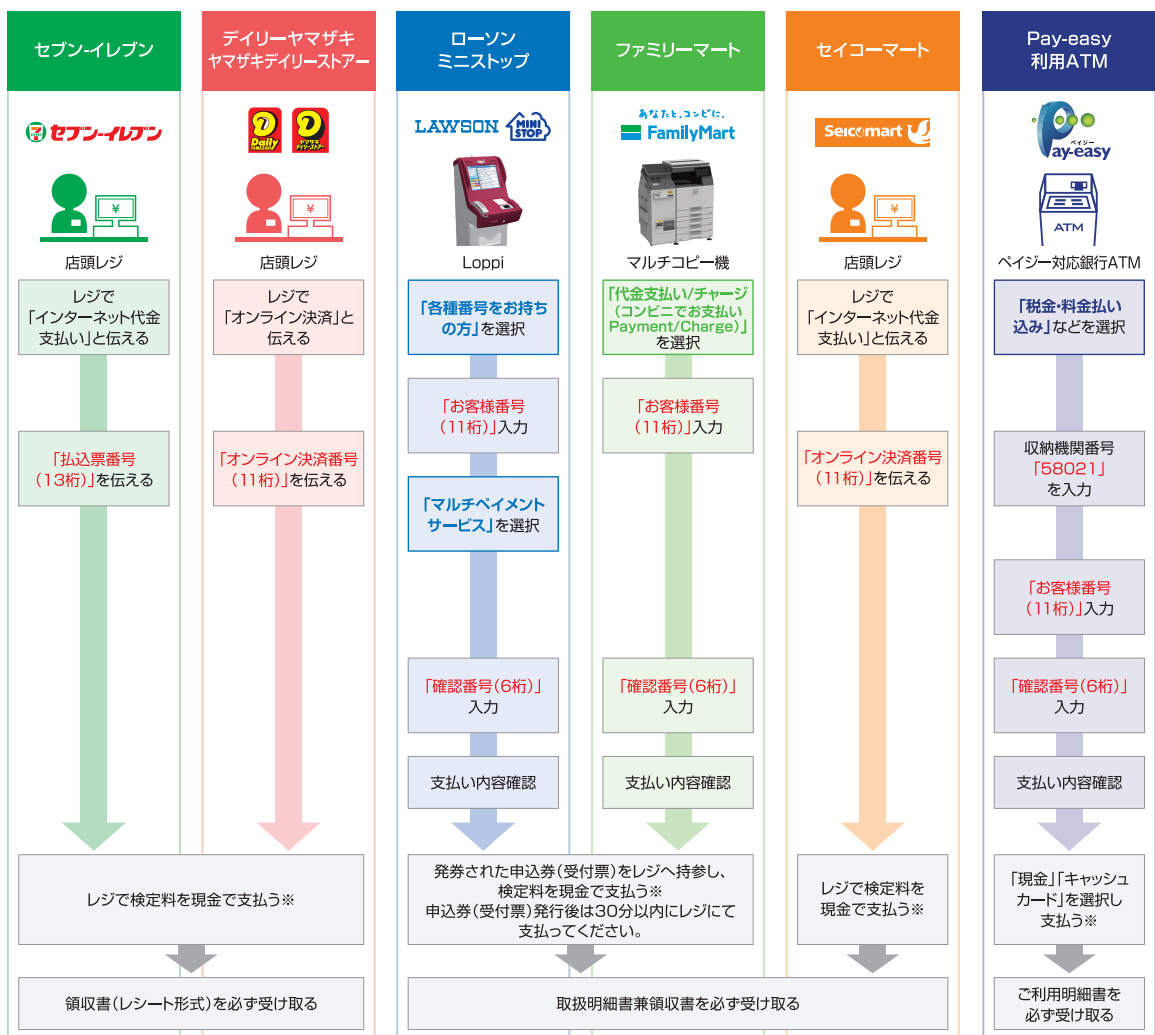 セブン-イレブン
セブン-イレブン
¥
店頭レジ
レジで
「インターネット代金
支払い」と伝える
「払込票番号
(13桁)」を伝える
デイリーヤマザキ
ヤマザキデイリーストアー
Daily
YAMAZAKI
ヤマザキ
デイリーストアー
¥
店頭レジ
レジで
「オンライン決済」と
伝える
「オンライン決済番号
(11桁)」を伝える
レジで検定料を現金で支払う※
領収書(レシート形式)を必ず受け取る
ローソン
ミニストップ
LAWSON
MINI
STOP
Loppi
「各種番号をお持ち
の方」を選択
「お客様番号
(11桁)」入力
「マルチペイメント
サービス」を選択
「確認番号(6桁)」
入力
支払い内容確認
ファミリーマート
あなたと、コンビに、
FamilyMart
マルチコピー機
「代金支払い/チャージ
(コンビニでお支払い
Payment/Charge)」
を選択
「お客様番号
(11桁)」入力
「確認番号(6桁)」
入力
支払い内容確認
発券された申込券(受付票)をレジへ持参し、
検定料を現金で支払う※
申込券(受付票)発行後は30分以内にレジにて
支払ってください。
セイコーマート
Seicomart
¥
店頭レジ
レジで
「インターネット代金
支払い」と伝える
「オンライン決済番号
(11桁)」を伝える
レジで検定料を
現金で支払う※
取扱明細書兼領収書を必ず受け取る
Pay-easy
利用ATM
ペイジー
Pay-easy
ATM
ペイジー対応銀行ATM
「税金・料金払い
込み」などを選択
収納機関番号
「58021」
を入力
「お客様番号
(11桁)」入力
「確認番号(6桁)」
入力
支払い内容確認
「現金」「キャッシュ
カード」を選択し
支払う※
ご利用明細書を
必ず受け取る